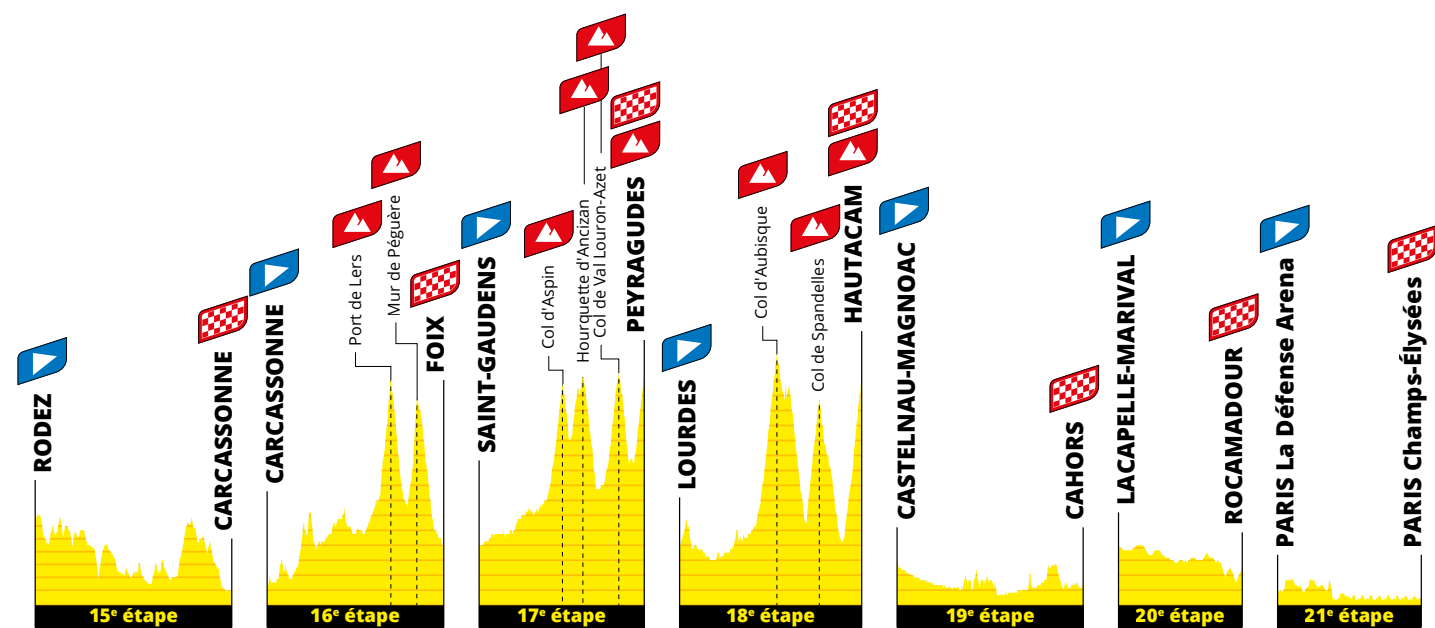 RODEZ
CARCASSONNE
15e étape
CARCASSONNE
Port de Lers
Mur de Péguère
FOIX
16e étape
SAINT-GAUDENS
Col d'Aspin
Hourquette d'Ancizan
Col de Val Louron-Azet
PEYRAGUDES
17e étape
LOURDES
Col d'Aubisque
Col de Spandelles
HAUTACAM
18e étape
CASTELNAU-MAGNOAC
CAHORS
19e étape
LACAPELLE-MARIVAL
ROCAMADOUR
20e étape
PARIS La Défense Arena
PARIS Champs-Élysées
21e étape